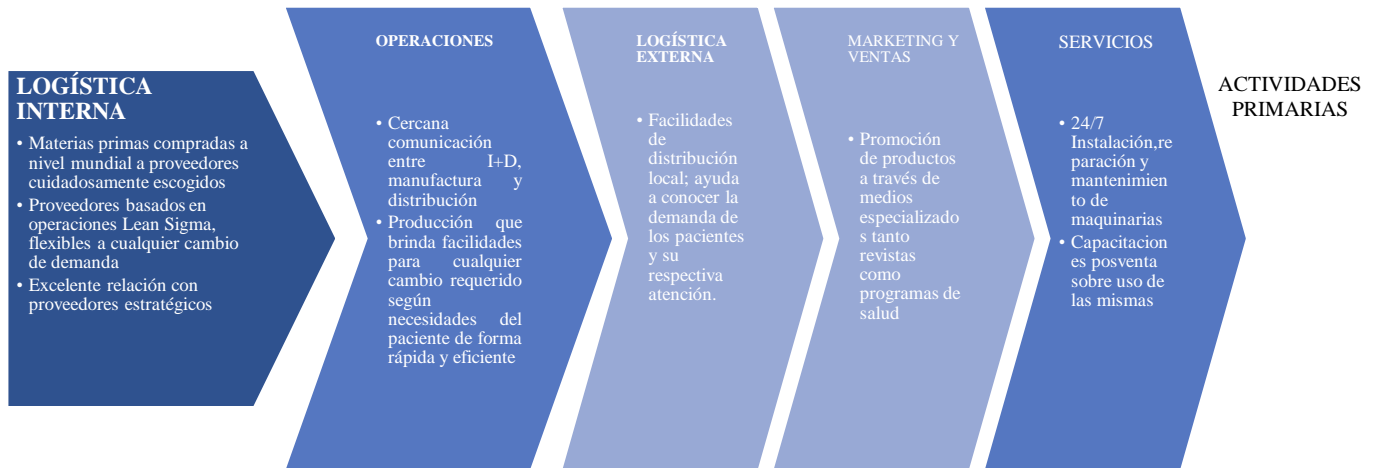 LOGÍSTICA
INTERNA
• Materias primas compradas a
nivel mundial a proveedores
cuidadosamente escogidos
• Proveedores basados en
operaciones Lean Sigma,
flexibles a cualquier cambio
de demanda
• Excelente relación con
proveedores estratégicos
OPERACIONES
• Cercana
comunicación
entre I+D,
manufactura y
distribución
• Producción que
brinda facilidades
para cualquier
cambio requerido
según
necesidades del
paciente de forma
rápida y eficiente
LOGÍSTICA
EXTERNA
• Facilidades
de
distribución
local; ayuda
a conocer la
demanda de
los pacientes
y su
respectiva
atención.
MARKETING Y
VENTAS
• Promoción
de productos
a través de
medios
especializado
s tanto
revistas
como
programas de
salud
SERVICIOS
• 24/7
Instalación,re
paración y
mantenimien
to de
maquinarias
• Capacitacion
es posventa
sobre uso de
las mismas
ACTIVIDADES
PRIMARIAS